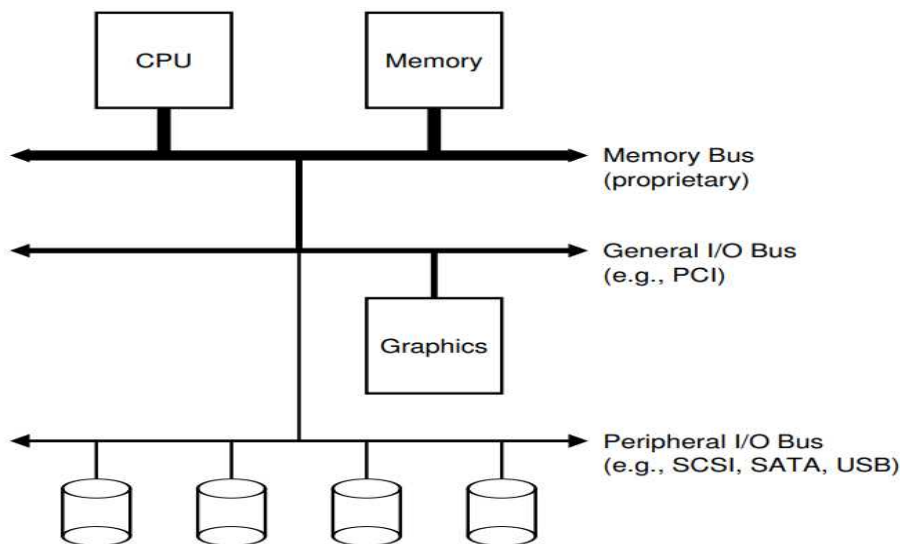 CPU
Memory
Memory Bus
(proprietary)
General I/O Bus
(e.g., PCI)
Graphics
Peripheral I/O Bus
(e.g., SCSI, SATA, USB)